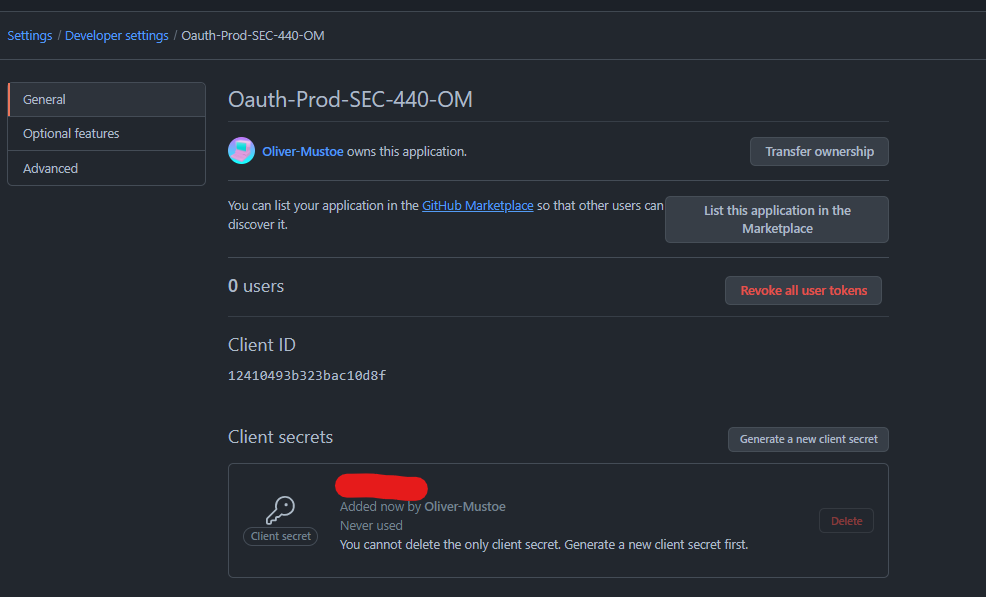 Settings / Developer settings / Oauth-Prod-SEC-440-OM
General
Optional features
Advanced
Oauth-Prod-SEC-440-OM
Oliver-Mustoe owns this application.
Transfer ownership
You can list your application in the GitHub Marketplace so that other users can
discover it.
List this application in the
Marketplace
0 users
Revoke all user tokens
Client ID
12410493b323bac10d8f
Client secrets
Generate a new client secret
Client secret
Added now by Oliver-Mustoe
Never used
You cannot delete the only client secret. Generate a new client secret first.
Delete